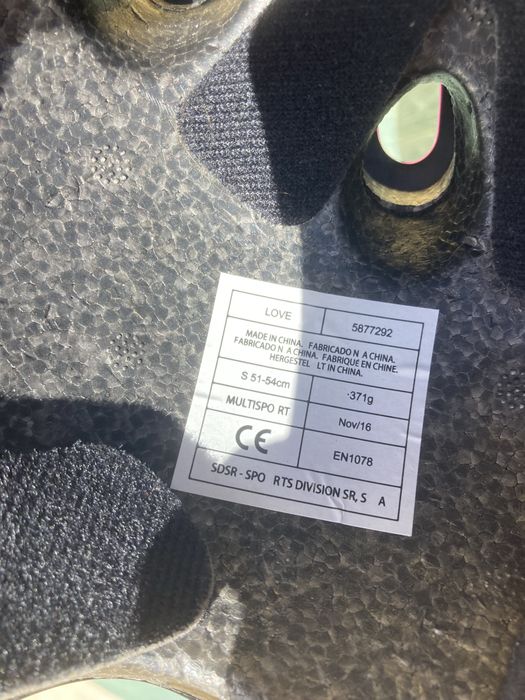 LOVE 5877292
MADE IN CHINA. FABRICADO N A CHINA.
FABRICADO N A CHINA. FABRIQUE EN CHINE.
HERGESTEL LT IN CHINA.
S 51-54cm ·371g
MULTISPO RT Nov/16
CE EN1078
SDSR - SPO RTS DIVISION SR, S A